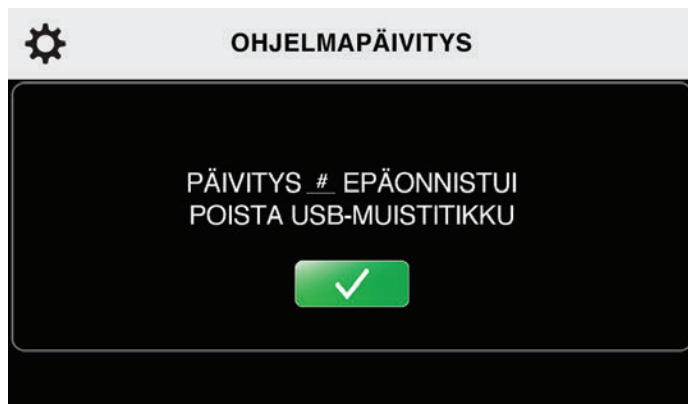 OHJELMAPÄIVITYS
PÄIVITYS _#_ EPÄONNISTUI
POISTA USB-MUISTITIKKU